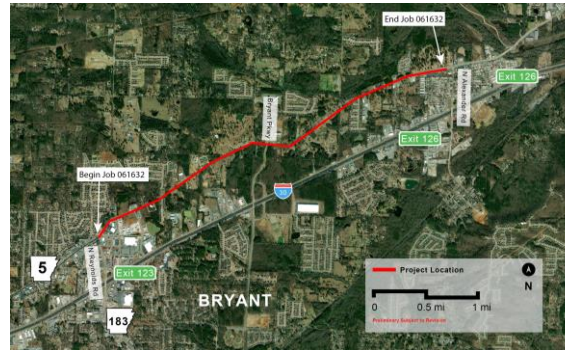 End Job 061632
N Alexander Rd
Exit 126
Bryant Pkwy
Exit 126
Begin Job 061632
30
5
N Reynolds Rd
Exit 123
183
BRYANT
Project Location
N
0
0.5 mi
1 mi
Preliminary Subject to Revision